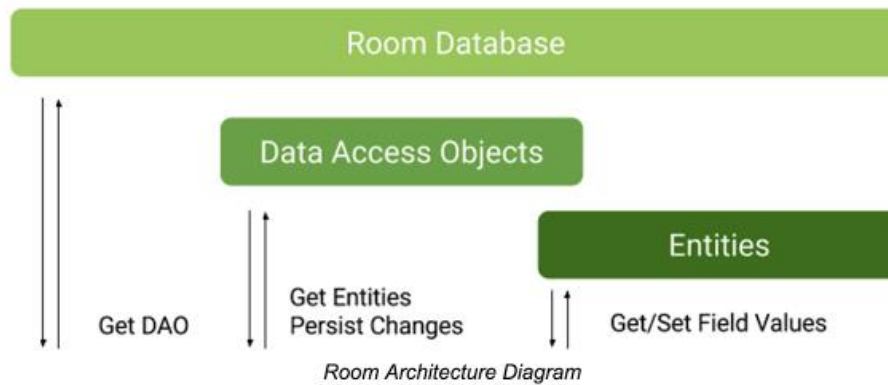 Room Database
Data Access Objects
Entities
Get DAO
Get Entities
Persist Changes
Get/Set Field Values
Room Architecture Diagram